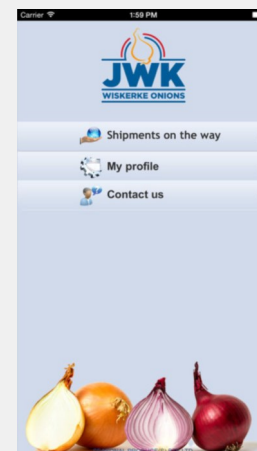 Carrier 1:59 PM
JWK
WISKERKE ONIONS
Shipments on the way
My profile
Contact us